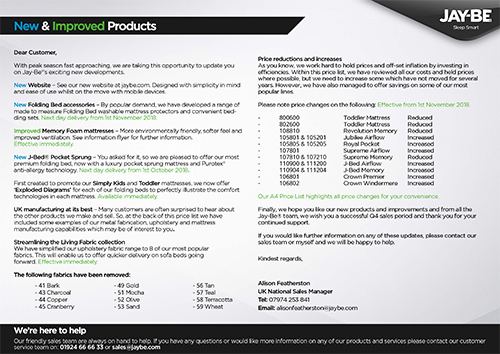 New & Improved Products
JAY-BE
Sleep Smart
Dear Customer,
With peak season fast approaching, we are taking this opportunity to update you
on Jay-Be®'s exciting new developments.
New Website – See our new website at jaybe.com. Designed with simplicity in mind
and ease of use whilst on the move with mobile devices.
New Folding Bed accessories – By popular demand, we have developed a range of
made to measure Folding Bed washable mattress protectors and convenient bed-
ding sets. Next day delivery from 1st November 2018.
Improved Memory Foam mattresses – More environmentally friendly, softer feel and
improved ventilation. See information flyer for further information.
Effective immediately.
New J-Bed® Pocket Sprung – You asked for it, so we are pleased to offer our most
premium folding bed, now with a luxury pocket sprung mattress and Purotex®
anti-allergy technology. Next day delivery from 1st October 2018.
First created to promote our Simply Kids and Toddler mattresses, we now offer
'Exploded Diagrams' for each of our folding beds to perfectly illustrate the comfort
technologies in each mattress. Available immediately.
UK manufacturing at its best – Many customers are often surprised to hear about
the other products we make and sell. So, at the back of this price list we have
included some examples of our metal fabrication, upholstery and mattress
manufacturing capabilities which may be of interest to you.
Streamlining the Living Fabric collection
We have simplified our upholstery fabric range to 8 of our most popular
fabrics. This will enable us to offer quicker delivery on sofa beds going
forward. Effective immediately
The following fabrics have been removed:
- 41 Bark - 49 Gold - 56 Tan
- 43 Charcoal - 51 Mocha - 57 Teal
- 44 Copper - 52 Olive - 58 Terracotta
- 45 Cranberry - 53 Sand - 59 Wheat
Price reductions and increases
As you know, we work hard to hold prices and off-set inflation by investing in
efficiencies. Within this price list, we have reviewed all our costs and held prices
where possible, but we need to increase some which have not moved for several
years. However, we have also managed to offer savings on some of our most
popular lines.
Please note price changes on the following: Effective from 1st November 2018.
- 800600 Toddler Mattress Reduced
- 802600 Toddler Mattress Reduced
- 108810 Revolution Memory Reduced
- 105801 & 105201 Jubilee Airflow Increased
- 105805 & 105205 Royal Pocket Increased
- 107801 Supreme Airflow Increased
- 107810 & 107210 Supreme Memory Reduced
- 110900 & 111200 J-Bed Airflow Increased
- 110904 & 111204 J-Bed Memory Increased
- 106801 Crown Premier Increased
- 106802 Crown Windermere Increased
Our A4 Price List highlights all price changes for your convenience.
Finally, we hope you like our new products and improvements and from all the
Jay-Be® team, we wish you a successful Q4 sales period and thank you for your
continued support.
If you would like further information on any of these updates, please contact our
sales team or myself and we will be happy to help.
Kindest regards,
Alison Featherston
UK National Sales Manager
Tel: 07974 253 841
Email: alisonfeatherston@jaybe.com
We're here to help
Our friendly sales team are always on hand to help. If you have any questions or would like more information on any of our products and services please contact our customer
service team on: 01924 66 66 33 or sales@jaybe.com